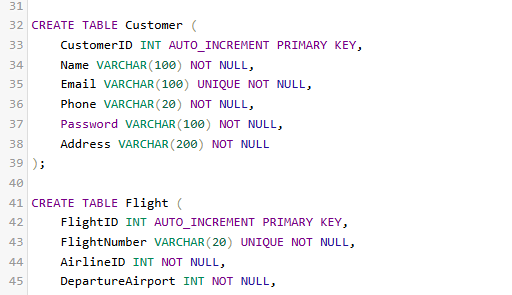 31
32 CREATE TABLE Customer (
33 CustomerID INT AUTO_INCREMENT PRIMARY KEY,
34 Name VARCHAR(100) NOT NULL,
35 Email VARCHAR(100) UNIQUE NOT NULL,
36 Phone VARCHAR(20) NOT NULL,
37 Password VARCHAR(100) NOT NULL,
38 Address VARCHAR(200) NOT NULL
39 );
40
41 CREATE TABLE Flight (
42 FlightID INT AUTO_INCREMENT PRIMARY KEY,
43 FlightNumber VARCHAR(20) UNIQUE NOT NULL,
44 AirlineID INT NOT NULL,
45 DepartureAirport INT NOT NULL,